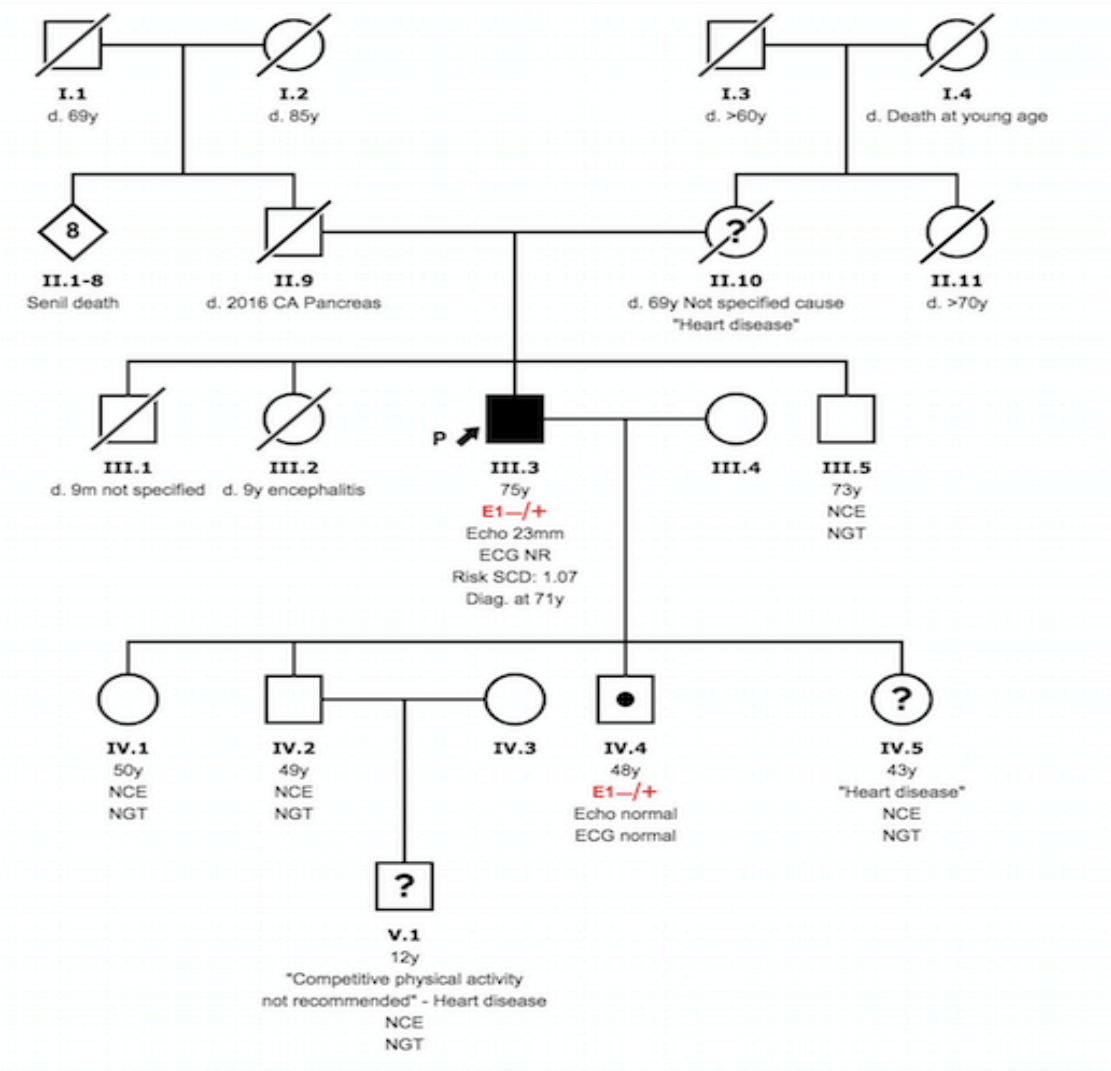 I.1
d. 69y
I.2
d. 85y
I.3
d. >60y
I.4
d. Death at young age
8
II.1-8
Senil death
II.9
d. 2016 CA Pancreas
?
II.10
d. 69y Not specified cause
"Heart disease"
II.11
d. >70y
III.1
d. 9m not specified
III.2
d. 9y encephalitis
P
III.3
75y
E1—/+
Echo 23mm
ECG NR
Risk SCD: 1.07
Diag. at 71y
III.4
III.5
73y
NCE
NGT
IV.1
50y
NCE
NGT
IV.2
49y
NCE
NGT
IV.3
IV.4
48y
E1—/+
Echo normal
ECG normal
?
IV.5
43y
"Heart disease"
NCE
NGT
?
V.1
12y
"Competitive physical activity
not recommended" - Heart disease
NCE
NGT